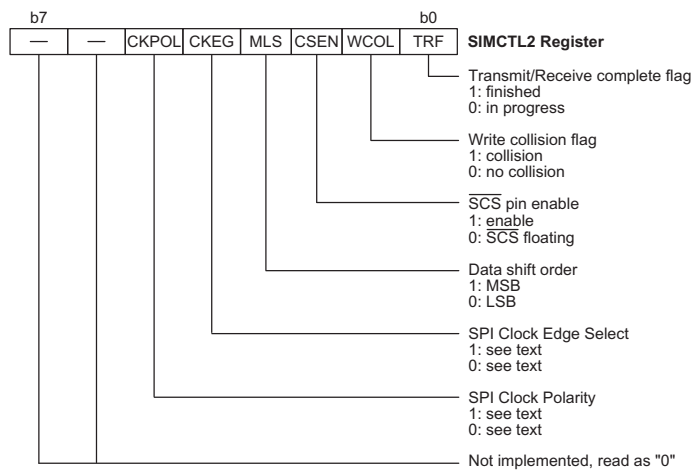 b7 b0
— — CKPOL CKEG MLS CSEN WCOL TRF SIMCTL2 Register
Transmit/Receive complete flag
1: finished
0: in progress
Write collision flag
1: collision
0: no collision
SCS pin enable
1: enable
0: SCS floating
Data shift order
1: MSB
0: LSB
SPI Clock Edge Select
1: see text
0: see text
SPI Clock Polarity
1: see text
0: see text
Not implemented, read as "0"